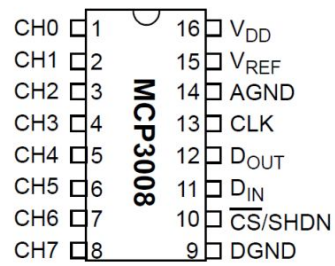 CH0 1 16 VDD
CH1 2 15 VREF
CH2 3 14 AGND
CH3 4 13 CLK
CH4 5 12 DOUT
CH5 6 11 DIN
CH6 7 10 CS/SHDN
CH7 8 9 DGND
MCP3008